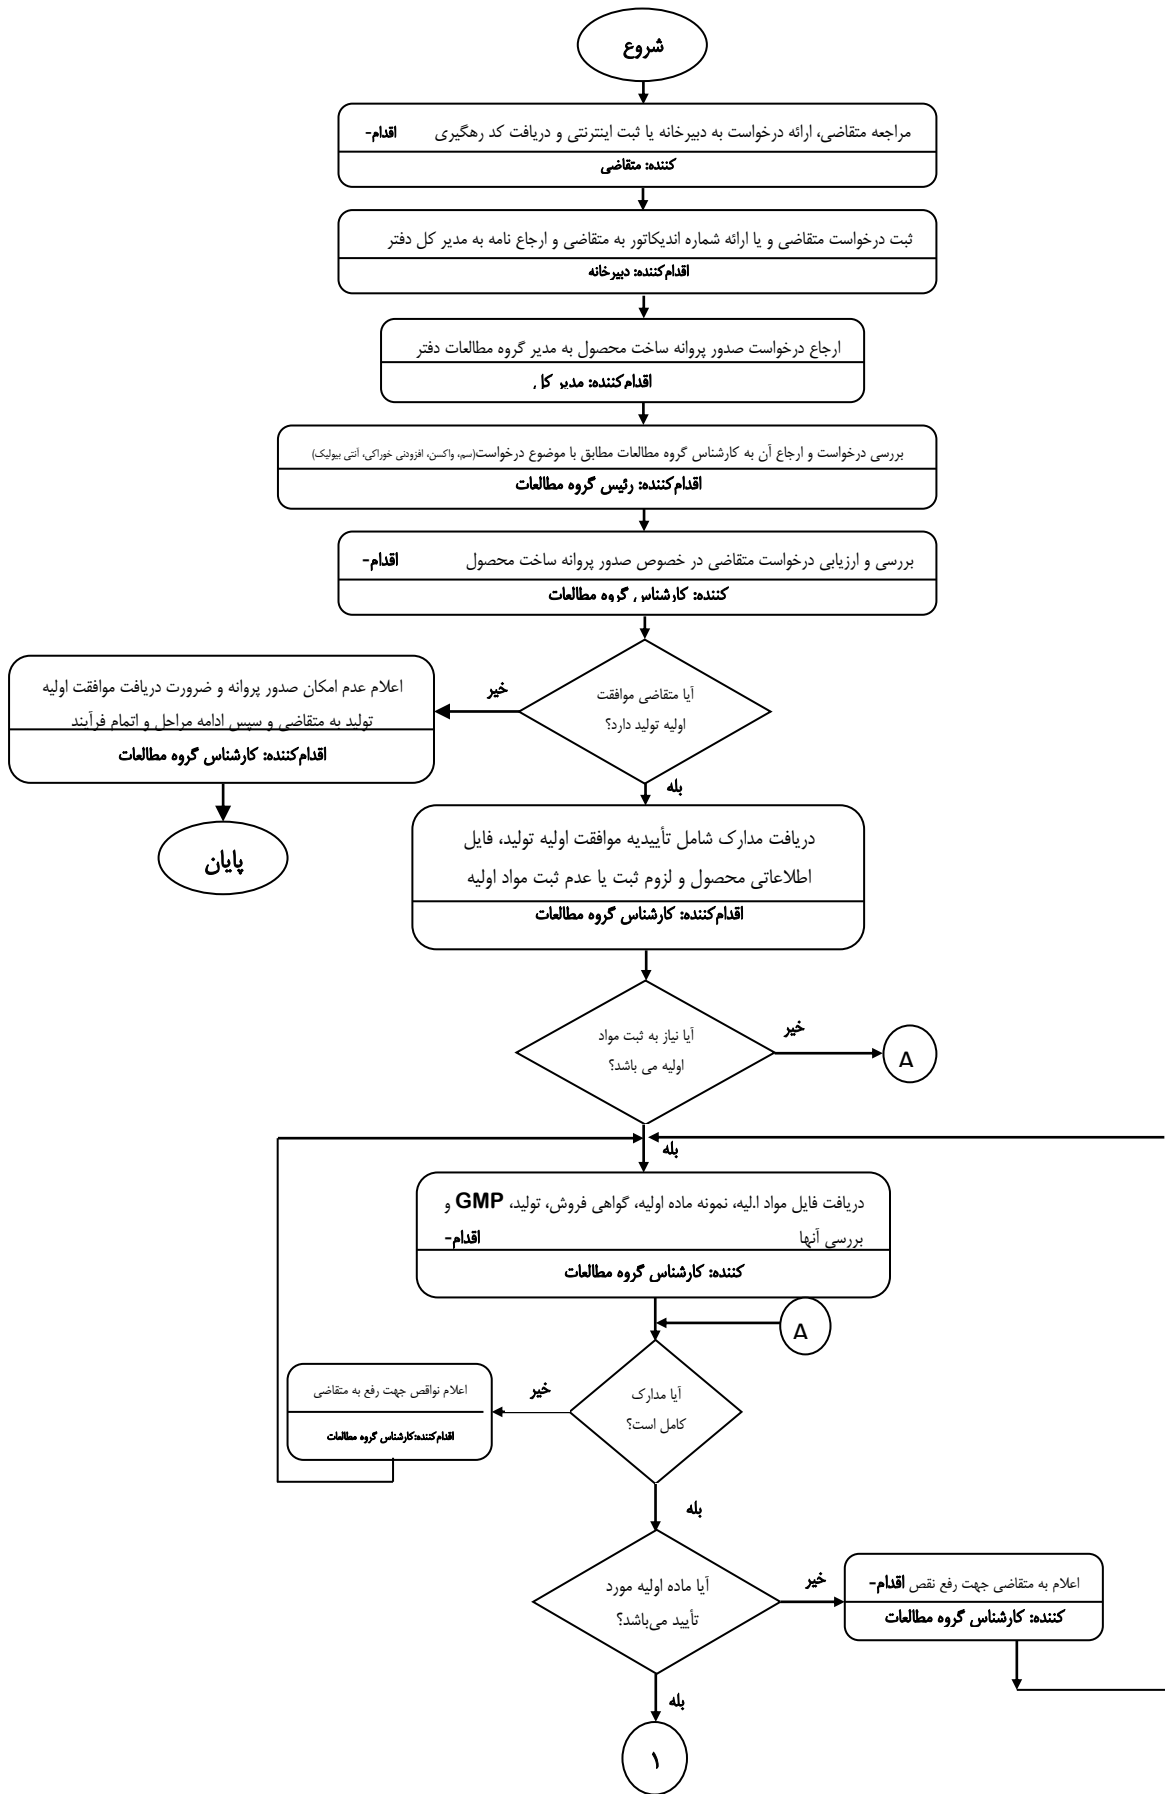 شروع
مراجعه متقاضی، ارائه درخواست به دبیرخانه یا ثبت اینترنتی و دریافت کد رهگیری اقدام-
کننده: متقاضی
ثبت درخواست متقاضی و یا ارائه شماره اندیکاتور به متقاضی و ارجاع نامه به مدیر کل دفتر
اقدام‌کننده: دبیرخانه
ارجاع درخواست صدور پروانه ساخت محصول به مدیر گروه مطالعات دفتر
اقدام‌کننده: مدیر کل
بررسی درخواست و ارجاع آن به کارشناس گروه مطالعات مطابق با موضوع درخواست(سم، واکسن، افزودنی خوراکی، آنتی بیولیک)
اقدام‌کننده: رئیس گروه مطالعات
بررسی و ارزیابی درخواست متقاضی در خصوص صدور پروانه ساخت محصول اقدام-
کننده: کارشناس گروه مطالعات
آیا متقاضی موافقت
اولیه تولید دارد؟
خیر
اعلام عدم امکان صدور پروانه و ضرورت دریافت موافقت اولیه
تولید به متقاضی و سپس ادامه مراحل و اتمام فرآیند
اقدام‌کننده: کارشناس گروه مطالعات
پایان
بله
دریافت مدارک شامل تأییدیه موافقت اولیه تولید، فایل
اطلاعاتی محصول و لزوم ثبت یا عدم ثبت مواد اولیه
اقدام‌کننده: کارشناس گروه مطالعات
آیا نیاز به ثبت مواد
اولیه می باشد؟
خیر
A
بله
دریافت فایل مواد ا.لیه، نمونه ماده اولیه، گواهی فروش، تولید، GMP و
بررسی آنها اقدام-
کننده: کارشناس گروه مطالعات
A
آیا مدارک
کامل است؟
خیر
اعلام نواقص جهت رفع به متقاضی
اقدام‌کننده:کارشناس گروه مطالعات
بله
آیا ماده اولیه مورد
تأیید می‌باشد؟
خیر
اعلام به متقاضی جهت رفع نقص اقدام-
کننده: کارشناس گروه مطالعات
بله
۱